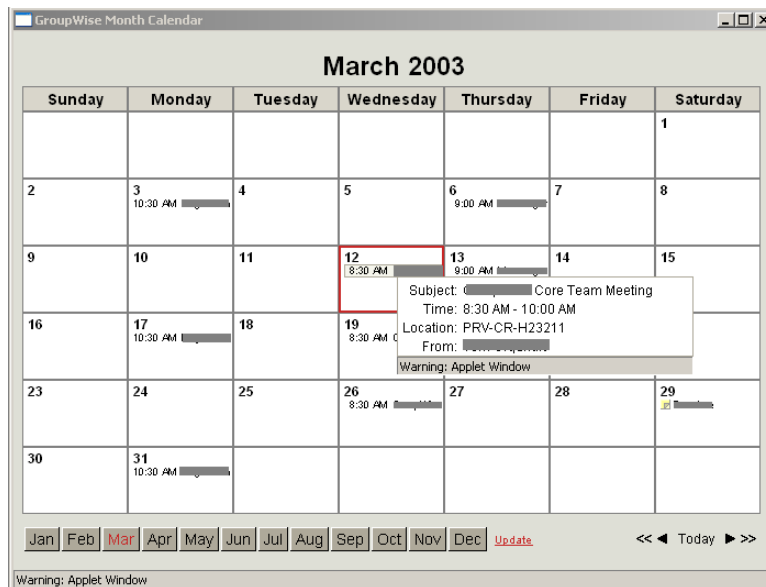 GroupWise Month Calendar
March 2003
Sunday Monday Tuesday Wednesday Thursday Friday Saturday
1
2 3 4 5 6 7 8
10:30 AM 9:00 AM
9 10 11 12 13 14 15
8:30 AM 9:00 AM
Subject: Core Team Meeting
Time: 8:30 AM - 10:00 AM
Location: PRV-CR-H23211
From:
Warning: Applet Window
16 17 18 19
10:30 AM 8:30 AM
23 24 25 26 27 28 29
8:30 AM
30 31
10:30 AM
Jan Feb Mar Apr May Jun Jul Aug Sep Oct Nov Dec Update << Today >>
Warning: Applet Window